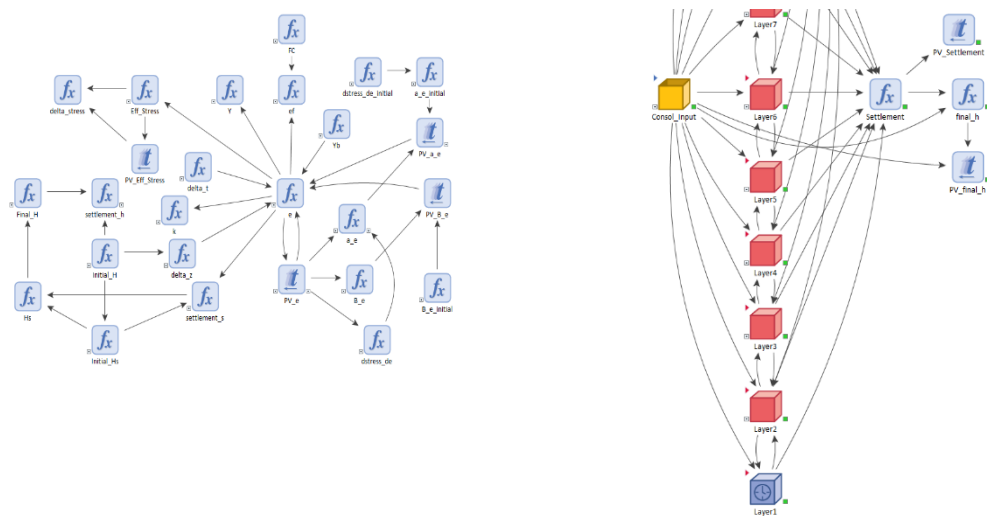 FC
dstress_de_initial
a_e_initial
delta_stress
Eff_Stress
Y
ef
Yb
PV_a_e
PV_Eff_Stress
delta_t
Final_H
settlement_h
k
e
a_e
PV_B_e
Initial_H
delta_z
PV_e
B_e
B_e_initial
Hs
settlement_s
Initial_Hs
dstress_de
Layer7
PV_Settlement
Consol_Input
Layer6
Settlement
final_h
Layer5
PV_final_h
Layer4
Layer3
Layer2
Layer1